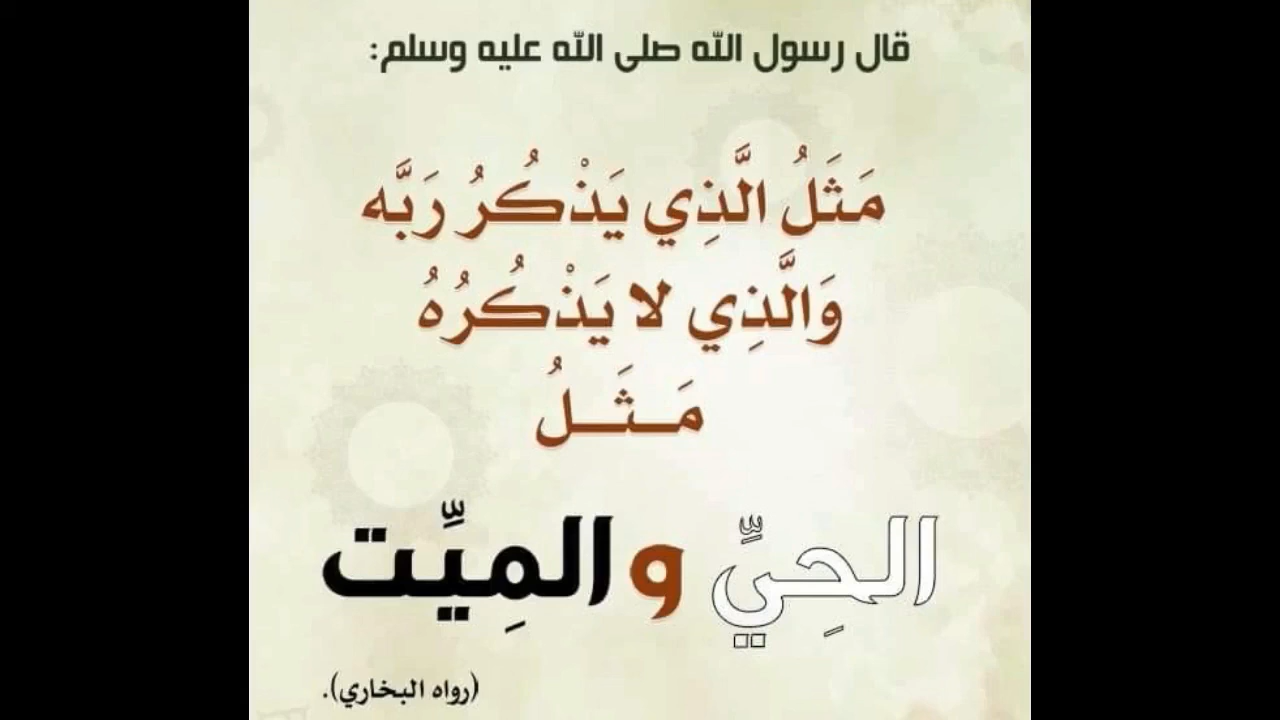 قال رسول الله صلى الله عليه وسلم:
مَثَلُ الَّذِي يَذْكُرُ رَبَّه
وَالَّذِي لا يَذْكُرُهُ
مَـثَـلُ
الحِيِّ والمِيِّت
(رواه البخاري).